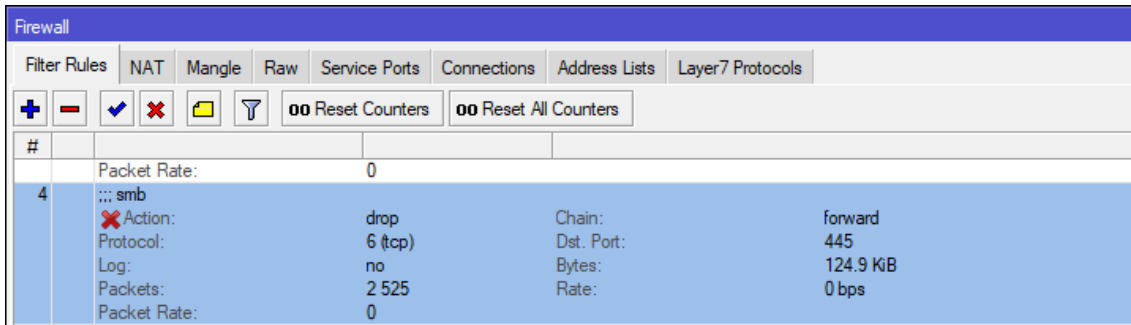 Firewall
Filter Rules NAT Mangle Raw Service Ports Connections Address Lists Layer7 Protocols
00 Reset Counters 00 Reset All Counters
#
Packet Rate: 0
4 ;;; smb
Action: drop Chain: forward
Protocol: 6 (tcp) Dst. Port: 445
Log: no Bytes: 124.9 KiB
Packets: 2 525 Rate: 0 bps
Packet Rate: 0